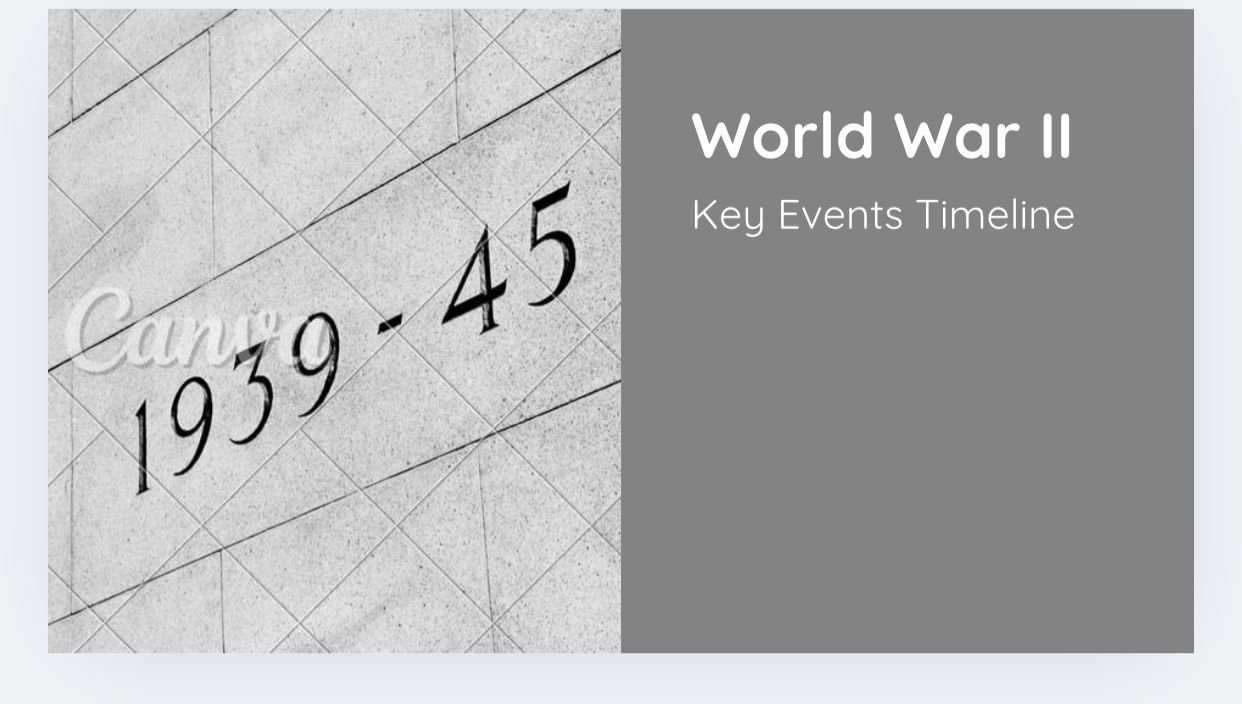 Canva
1939 - 45
World War II
Key Events Timeline